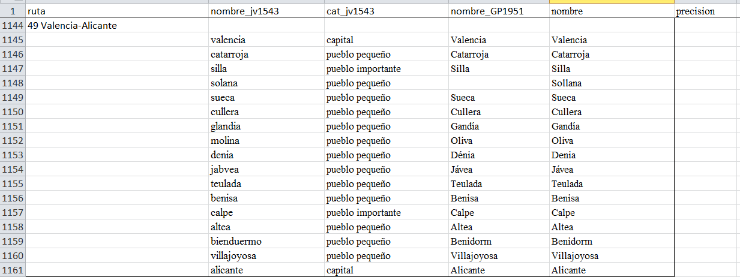 1 ruta nombre_jv1543 cat_jv1543 nombre_GP1951 nombre precision
1144 49 Valencia-Alicante
1145 valencia capital Valencia Valencia
1146 catarroja pueblo pequeño Catarroja Catarroja
1147 silla pueblo importante Silla Silla
1148 solana pueblo pequeño Sollana
1149 sueca pueblo pequeño Sueca Sueca
1150 cullera pueblo pequeño Cullera Cullera
1151 glandia pueblo pequeño Gandía Gandía
1152 molina pueblo pequeño Oliva Oliva
1153 denia pueblo pequeño Dénia Denia
1154 jabvea pueblo pequeño Jávea Jávea
1155 teulada pueblo pequeño Teulada Teulada
1156 benisa pueblo pequeño Benisa Benisa
1157 calpe pueblo importante Calpe Calpe
1158 altea pueblo pequeño Altea Altea
1159 bienduermo pueblo pequeño Benidorm Benidorm
1160 villajoyosa pueblo pequeño Villajoyosa Villajoyosa
1161 alicante capital Alicante Alicante